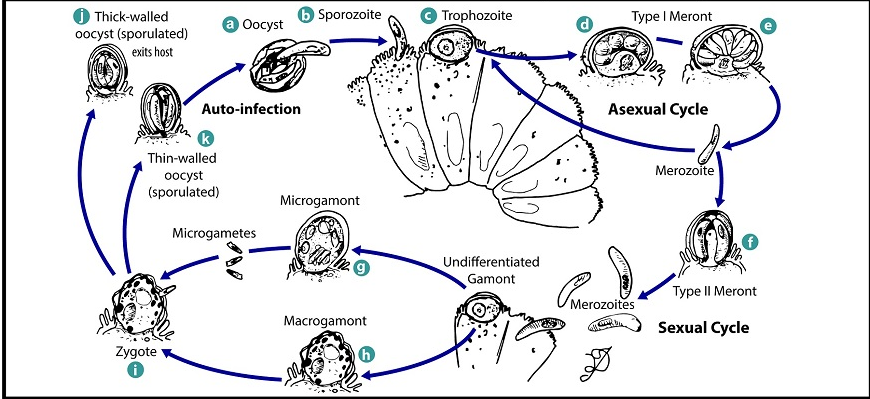 j Thick-walled
oocyst (sporulated)
exits host
a Oocyst
b Sporozoite
c Trophozoite
d
Type I Meront
e
Auto-infection
Asexual Cycle
k
Thin-walled
oocyst
(sporulated)
Merozoite
Microgamont
Microgametes
g
Undifferentiated
Gamont
f
Type II Meront
Merozoites
Sexual Cycle
Macrogamont
h
Zygote
i